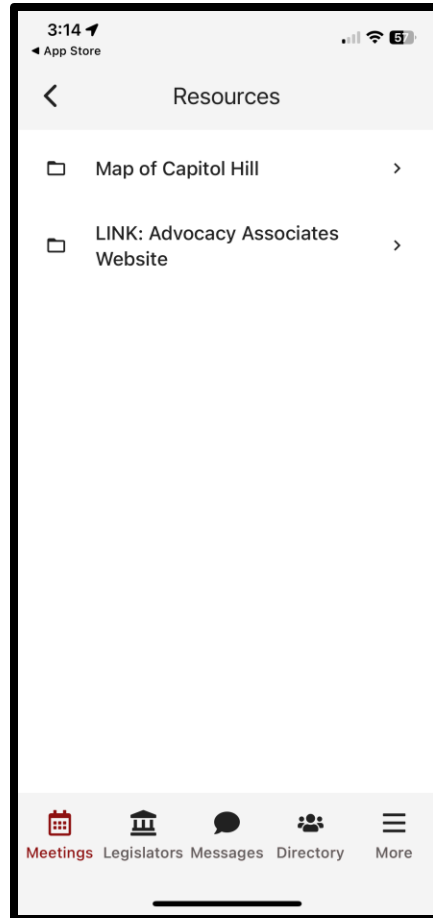 3:14
57
◀ App Store
Resources
Map of Capitol Hill
LINK: Advocacy Associates
Website
Meetings Legislators Messages Directory More